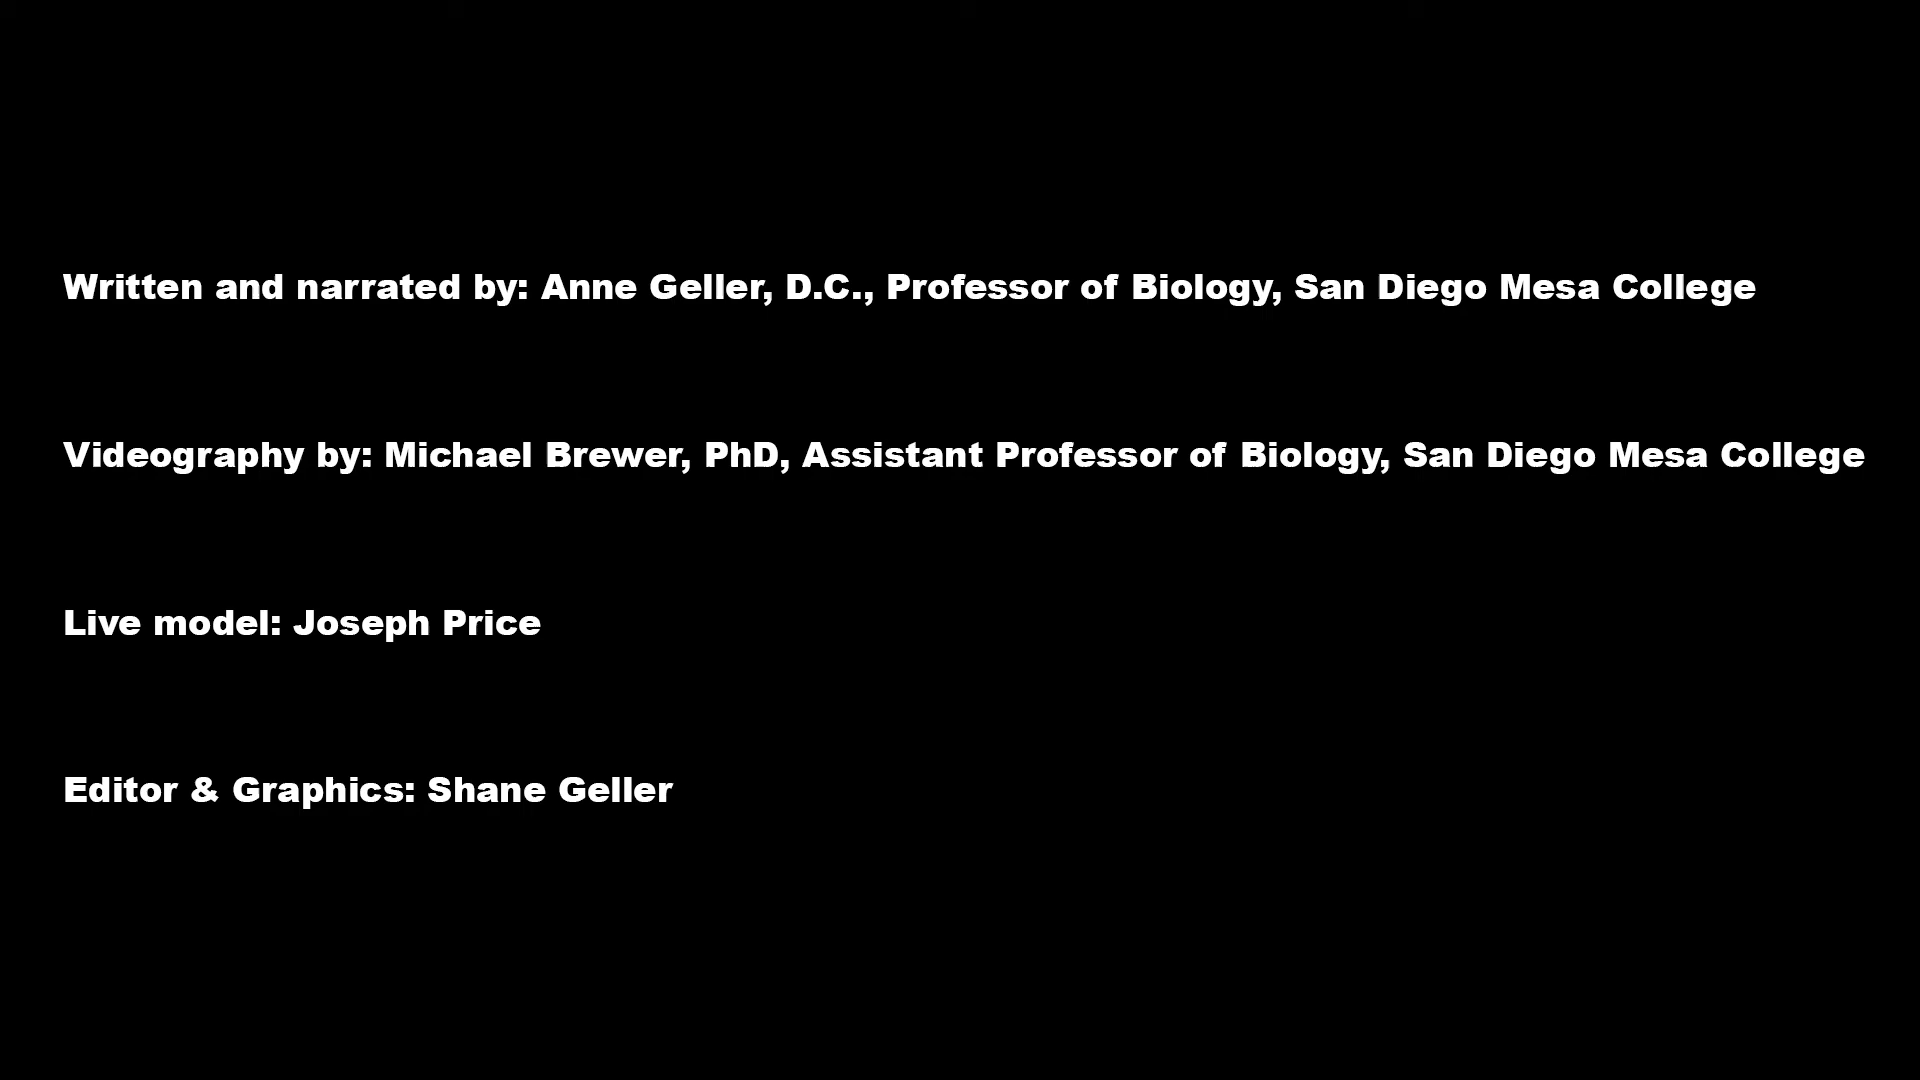 Written and narrated by: Anne Geller, D.C., Professor of Biology, San Diego Mesa College
Videography by: Michael Brewer, PhD, Assistant Professor of Biology, San Diego Mesa College
Live model: Joseph Price
Editor & Graphics: Shane Geller